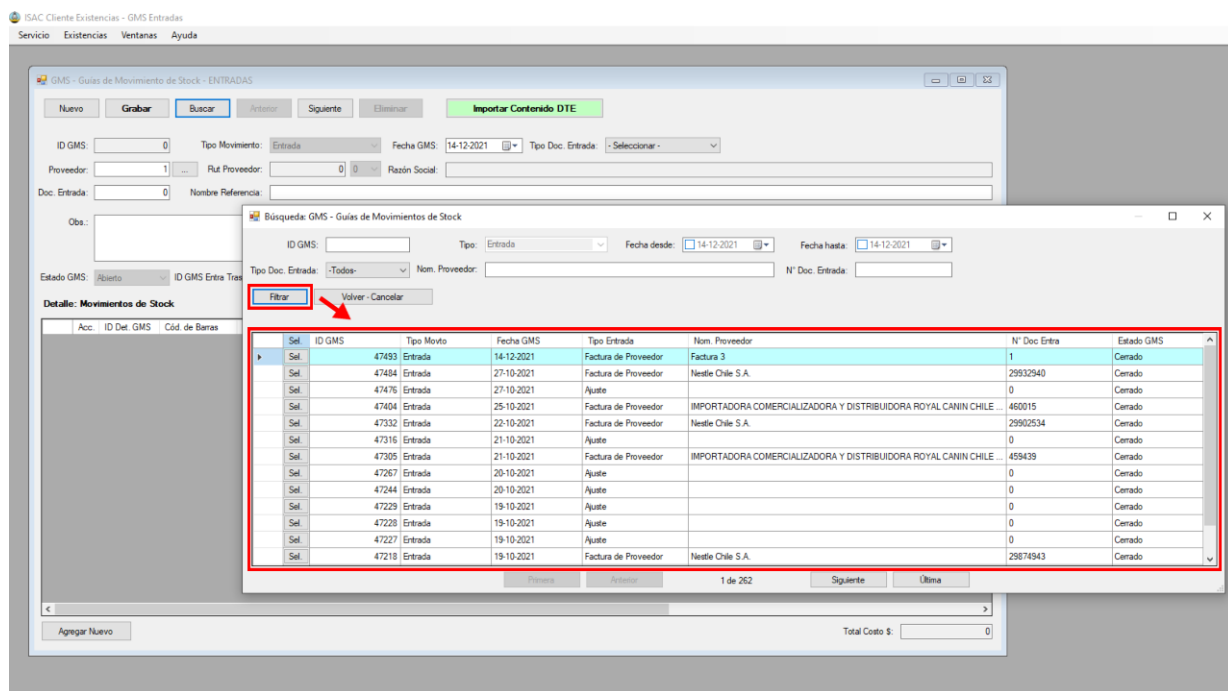 ISAC Cliente Existencias - GMS Entradas
Servicio Existencias Ventanas Ayuda
GMS - Guías de Movimiento de Stock - ENTRADAS
Nuevo Grabar Buscar Anterior Siguiente Eliminar Importar Contenido DTE
ID GMS: 0 Tipo Movimiento: Entrada Fecha GMS: 14-12-2021 Tipo Doc. Entrada: - Seleccionar -
Proveedor: 1 ... Rut Proveedor: 0 0 Razón Social:
Doc. Entrada: 0 Nombre Referencia:
Obs.:
Estado GMS: Abierto ID GMS Entra Tras
Detalle: Movimientos de Stock
Acc. ID Det. GMS Cód. de Barras
Búsqueda: GMS - Guías de Movimientos de Stock
ID GMS: Tipo: Entrada Fecha desde: 14-12-2021 Fecha hasta: 14-12-2021
Tipo Doc. Entrada: -Todos- Nom. Proveedor: N° Doc. Entrada:
Filtrar Volver - Cancelar
Sel. ID GMS Tipo Movto Fecha GMS Tipo Entrada Nom. Proveedor N° Doc Entra Estado GMS
Sel. 47493 Entrada 14-12-2021 Factura de Proveedor Factura 3 1 Cerrado
Sel. 47484 Entrada 27-10-2021 Factura de Proveedor Nestle Chile S.A. 29932940 Cerrado
Sel. 47476 Entrada 27-10-2021 Ajuste 0 Cerrado
Sel. 47404 Entrada 25-10-2021 Factura de Proveedor IMPORTADORA COMERCIALIZADORA Y DISTRIBUIDORA ROYAL CANIN CHILE ... 460015 Cerrado
Sel. 47332 Entrada 22-10-2021 Factura de Proveedor Nestle Chile S.A. 29902534 Cerrado
Sel. 47316 Entrada 21-10-2021 Ajuste 0 Cerrado
Sel. 47305 Entrada 21-10-2021 Factura de Proveedor IMPORTADORA COMERCIALIZADORA Y DISTRIBUIDORA ROYAL CANIN CHILE ... 459439 Cerrado
Sel. 47267 Entrada 20-10-2021 Ajuste 0 Cerrado
Sel. 47244 Entrada 20-10-2021 Ajuste 0 Cerrado
Sel. 47229 Entrada 19-10-2021 Ajuste 0 Cerrado
Sel. 47228 Entrada 19-10-2021 Ajuste 0 Cerrado
Sel. 47227 Entrada 19-10-2021 Ajuste 0 Cerrado
Sel. 47218 Entrada 19-10-2021 Factura de Proveedor Nestle Chile S.A. 29874943 Cerrado
Primera Anterior 1 de 262 Siguiente Última
Agregar Nuevo Total Costo $: 0